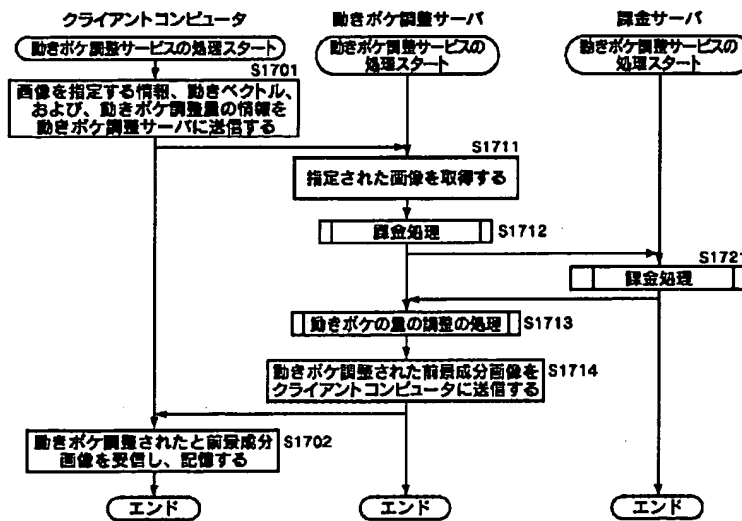 クライアントコンピュータ
動きボケ調整サーバ
課金サーバ
動きボケ調整サービスの処理スタート
動きボケ調整サービスの
処理スタート
動きボケ調整サービスの
処理スタート
S1701
画像を指定する情報、動きベクトル、
および、動きボケ調整量の情報を
動きボケ調整サーバに送信する
S1711
指定された画像を取得する
課金処理
S1712
S1721
課金処理
動きボケの量の調整の処理
S1713
動きボケ調整された前景成分画像を
クライアントコンピュータに送信する
S1714
動きボケ調整されたと前景成分
画像を受信し、記憶する
S1702
エンド
エンド
エンド